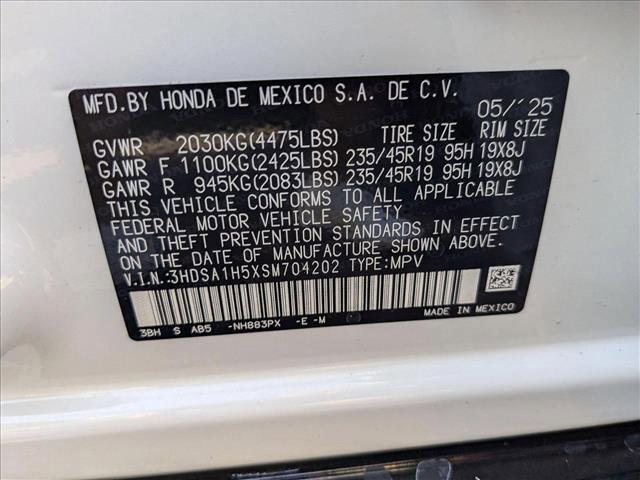 MFD.BY HONDA DE MEXICO S.A. DE C.V. 05/'25
GVWR 2030KG(4475LBS) TIRE SIZE RIM SIZE
GAWR F 1100KG(2425LBS) 235/45R19 95H 19X8J
GAWR R 945KG(2083LBS) 235/45R19 95H 19X8J
THIS VEHICLE CONFORMS TO ALL APPLICABLE
FEDERAL MOTOR VEHICLE SAFETY
AND THEFT PREVENTION STANDARDS IN EFFECT
ON THE DATE OF MANUFACTURE SHOWN ABOVE.
V.I.N.:3HDSA1H5XSM704202 TYPE:MPV
3BH S AB5 -NH883PX -E -M MADE IN MEXICO